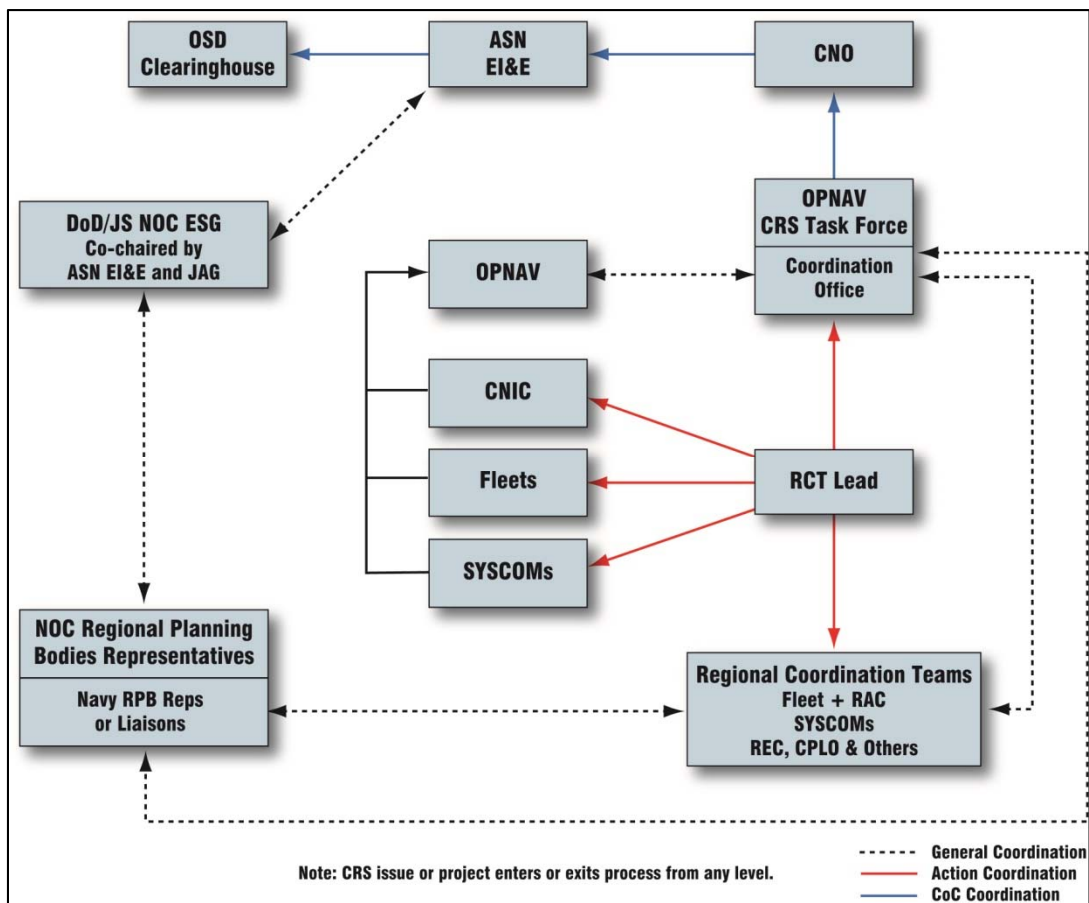 OSD
Clearinghouse
ASN
EI&E
CNO
DoD/JS NOC ESG
Co-chaired by
ASN EI&E and JAG
OPNAV
OPNAV
CRS Task Force
Coordination
Office
CNIC
Fleets
RCT Lead
SYSCOMs
NOC Regional Planning
Bodies Representatives
Navy RPB Reps
or Liaisons
Regional Coordination Teams
Fleet + RAC
SYSCOMs
REC, CPLO & Others
Note: CRS issue or project enters or exits process from any level.
General Coordination
Action Coordination
CoC Coordination